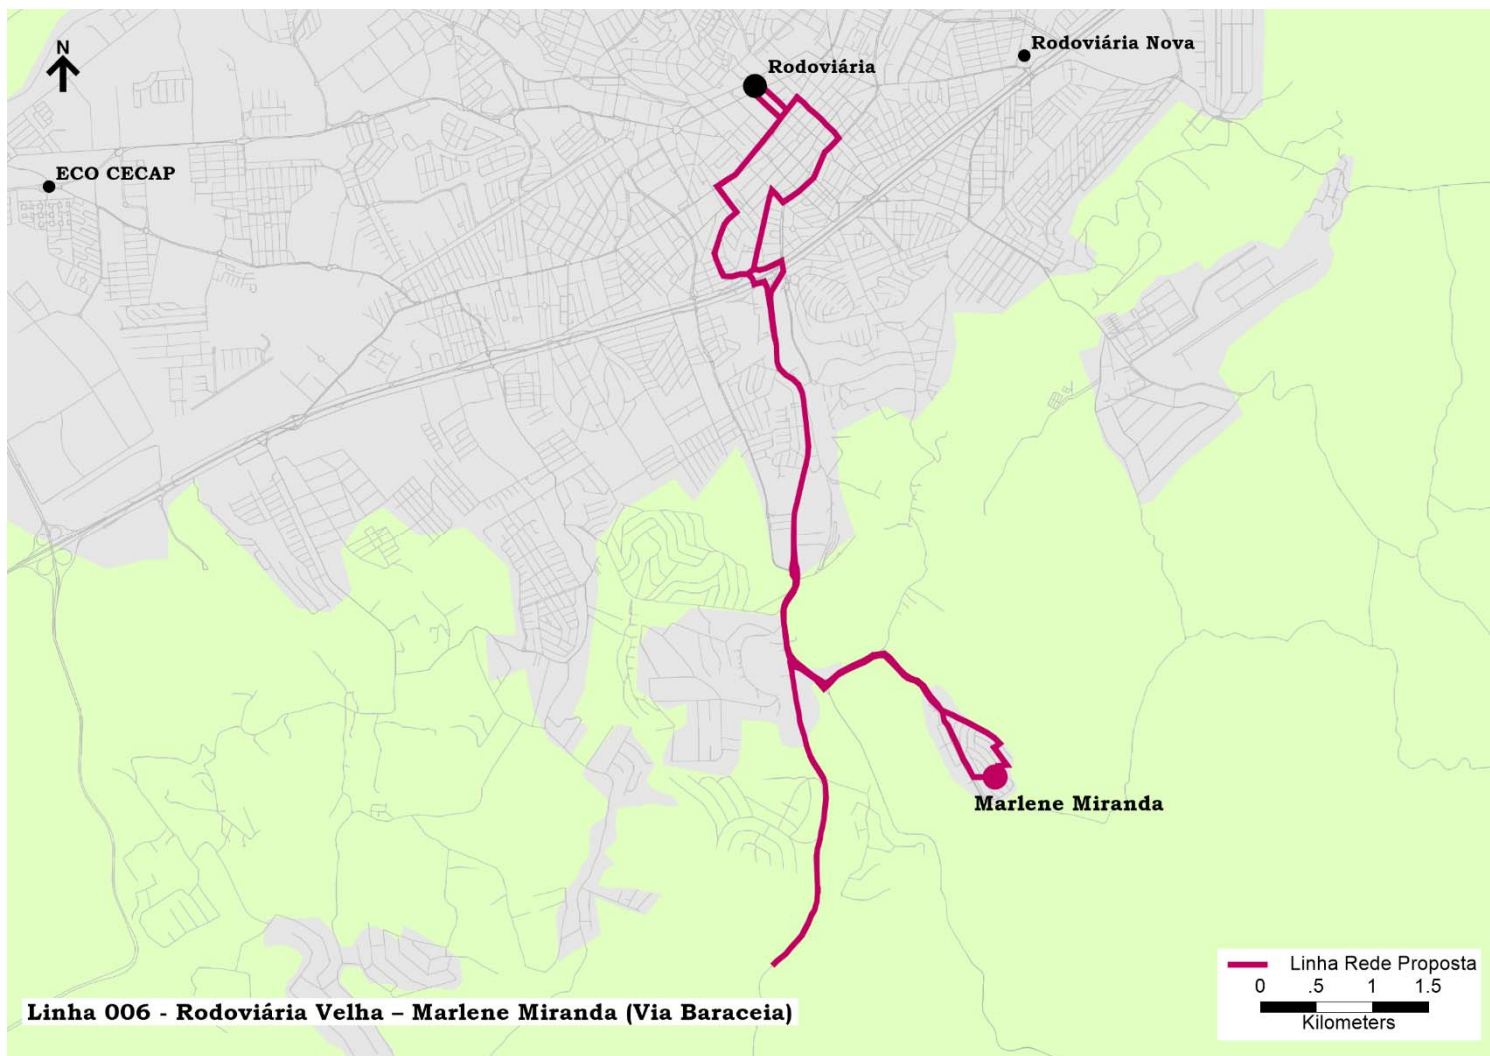 N
Rodoviária Nova
Rodoviária
ECO CECAP
Marlene Miranda
Linha Rede Proposta
0 .5 1 1.5
Kilometers
Linha 006 - Rodoviária Velha – Marlene Miranda (Via Baraceia)